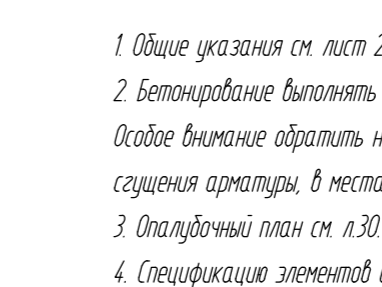 1. Общие указания см. лист 2
2. Бетонирование выполнять
Особое внимание обратить н
сгущения арматуры, в места
3. Опалубочный план см. л.30.
4. Спецификацию элементов